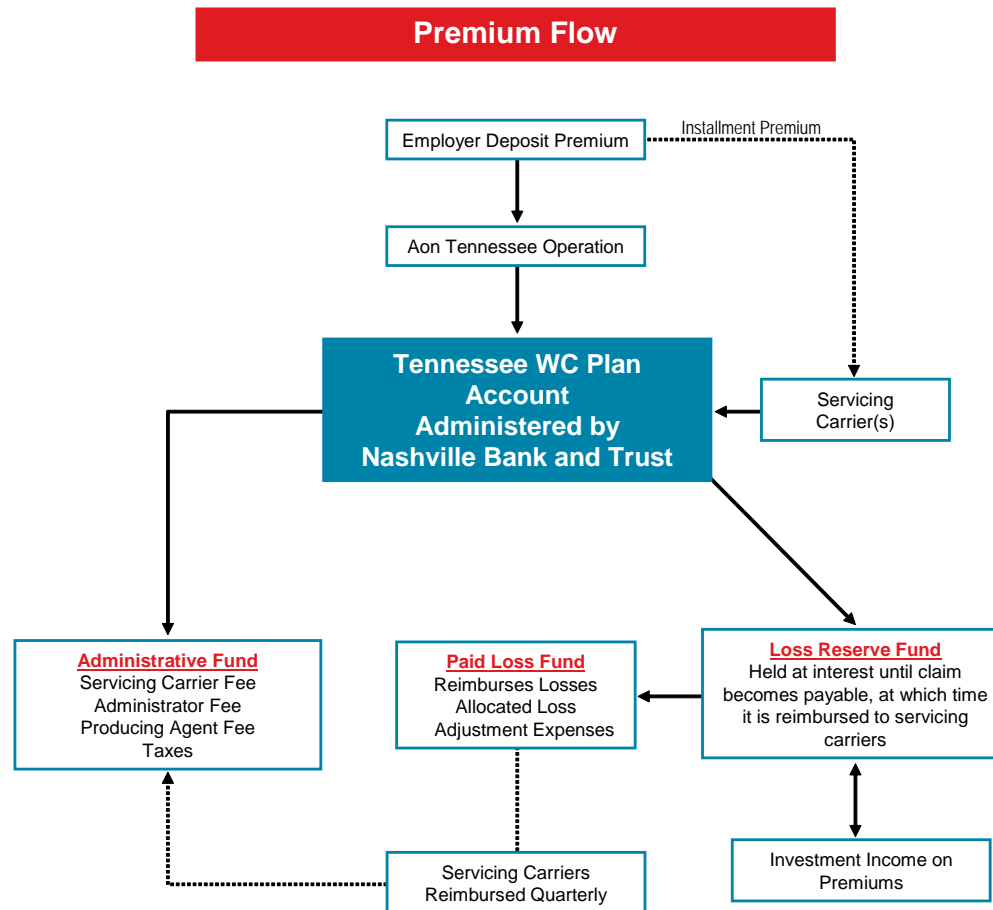 Premium Flow
Employer Deposit Premium
Installment Premium
Aon Tennessee Operation
Tennessee WC Plan
Account
Administered by
Nashville Bank and Trust
Servicing
Carrier(s)
Administrative Fund
Servicing Carrier Fee
Administrator Fee
Producing Agent Fee
Taxes
Paid Loss Fund
Reimburses Losses
Allocated Loss
Adjustment Expenses
Loss Reserve Fund
Held at interest until claim
becomes payable, at which time
it is reimbursed to servicing
carriers
Servicing Carriers
Reimbursed Quarterly
Investment Income on
Premiums